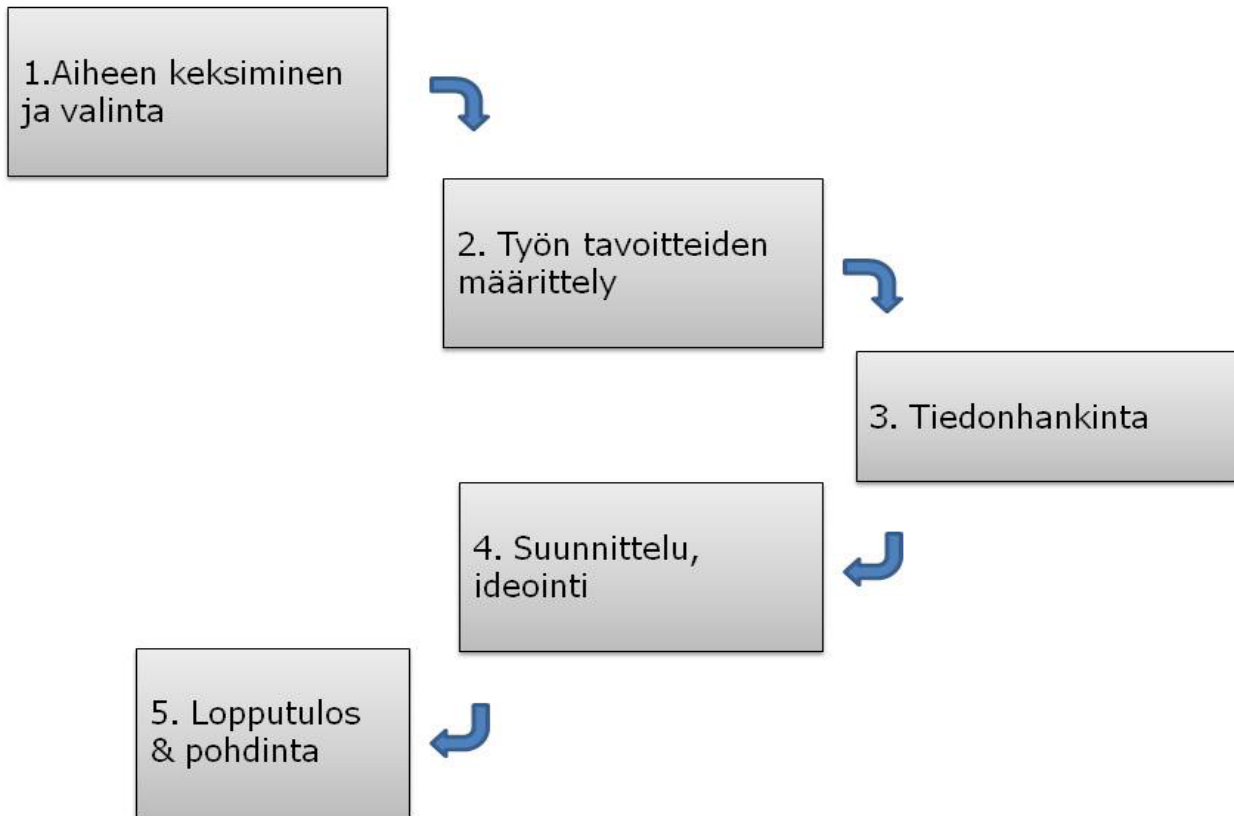 1.Aiheen keksiminen
ja valinta
2. Työn tavoitteiden
määrittely
3. Tiedonhankinta
4. Suunnittelu,
ideointi
5. Lopputulos
& pohdinta